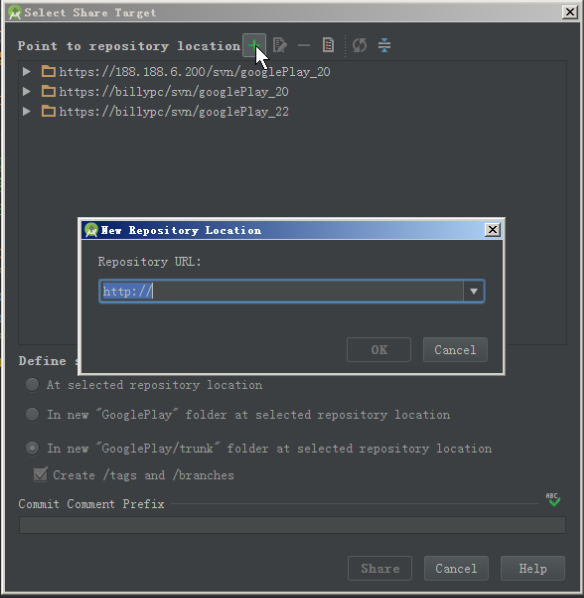 Select Share Target
Point to repository location
https://188.188.6.200/svn/googlePlay_20
https://billypc/svn/googlePlay_20
https://billypc/svn/googlePlay_22
New Repository Location
Repository URL:
http://
OK
Cancel
Define
At selected repository location
In new "GooglePlay" folder at selected repository location
In new "GooglePlay/trunk" folder at selected repository location
Create /tags and /branches
Commit Comment Prefix
ABC
Share
Cancel
Help